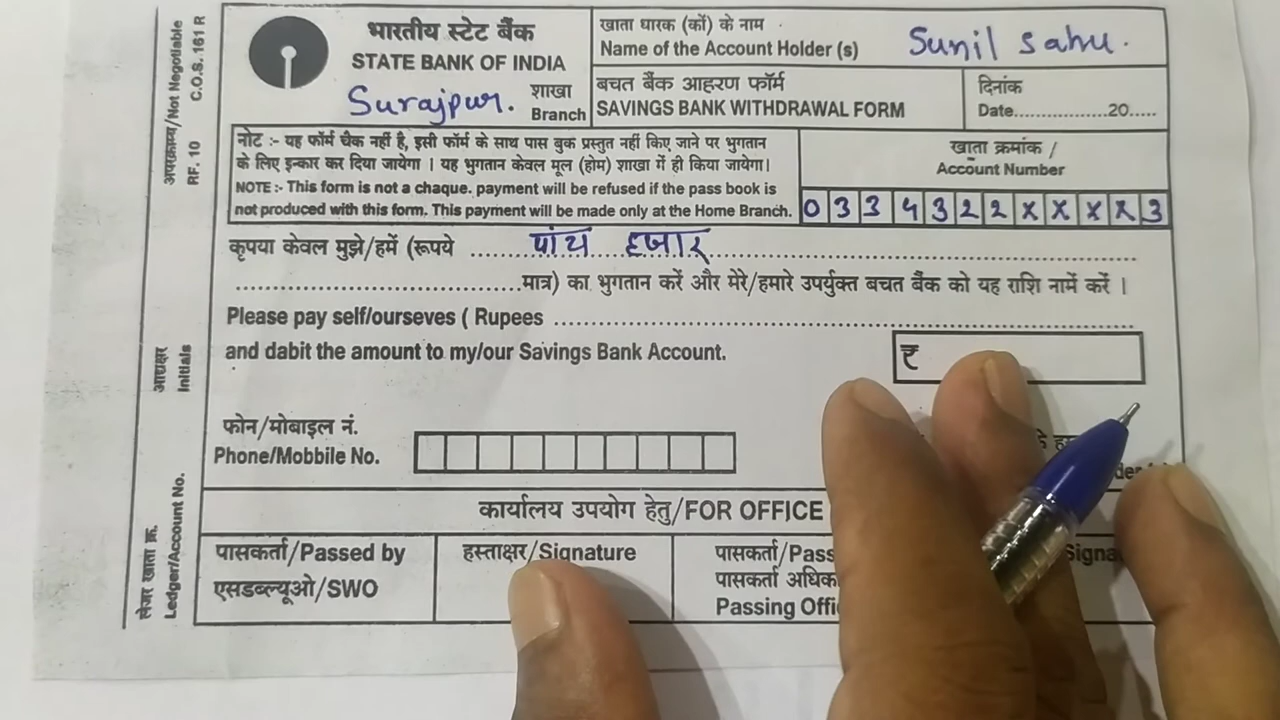 अपरक्राम्य/Not Negotiable
RF. 10 C.O.S. 161 R
भारतीय स्टेट बैंक
STATE BANK OF INDIA
Surajpur. शाखा
Branch
खाता धारक (कों) के नाम
Name of the Account Holder (s) Sunil sahu.
बचत बैंक आहरण फॉर्म
SAVINGS BANK WITHDRAWAL FORM
दिनांक
Date................20.....
नोट :- यह फॉर्म चैक नहीं है, इसी फॉर्म के साथ पास बुक प्रस्तुत नहीं किए जाने पर भुगतान
के लिए इन्कार कर दिया जायेगा । यह भुगतान केवल मूल (होम) शाखा में ही किया जायेगा।
NOTE :- This form is not a chaque. payment will be refused if the pass book is
not produced with this form. This payment will be made only at the Home Branch.
खाता क्रमांक /
Account Number
0 3 3 4 3 2 2 X X X X 3
कृपया केवल मुझे/हमें (रूपये पांच हजार
मात्र) का भुगतान करें और मेरे/हमारे उपर्युक्त बचत बैंक को यह राशि नामें करें ।
Please pay self/ourseves ( Rupees
and dabit the amount to my/our Savings Bank Account.
₹
आद्यक्षर
Initials
फोन/मोबाइल नं.
Phone/Mobbile No.
लेजर खाता क्र.
Ledger/Account No.
कार्यालय उपयोग हेतु/FOR OFFICE
पासकर्ता/Passed by
एसडब्ल्यूओ/SWO
हस्ताक्षर/Signature
पासकर्ता/Pass
पासकर्ता अधिक
Passing Offi
Signa